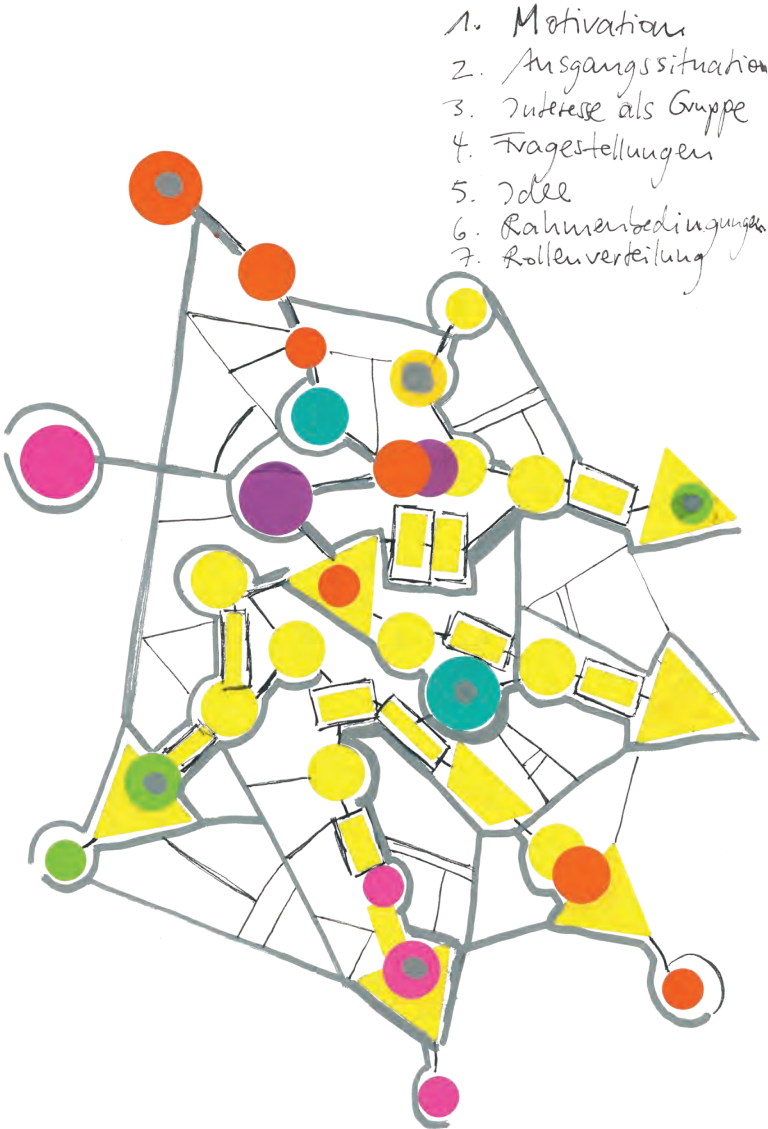 1. Motivation
2. Ausgangssituation
3. Interesse als Gruppe
4. Fragestellungen
5. Idee
6. Rahmenbedingungen
7. Rollenverteilung